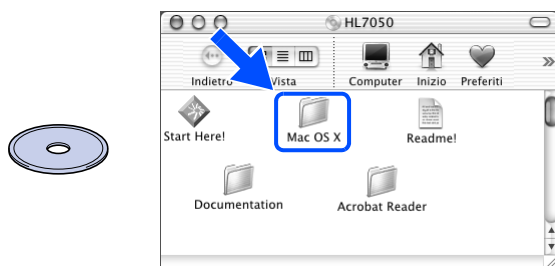 HL7050
Indietro Vista Computer Inizio Preferiti
Start Here! Mac OS X Readme!
Documentation Acrobat Reader